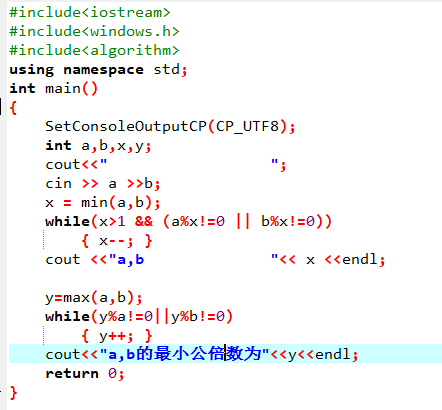 #include<iostream>
#include<windows.h>
#include<algorithm>
using namespace std;
int main()
{
    SetConsoleOutputCP(CP_UTF8);
    int a,b,x,y;
    cout<<"                  ";
    cin >> a >>b;
    x = min(a,b);
    while(x>1 && (a%x!=0 || b%x!=0))
        { x--; }
    cout <<"a,b              "<< x <<endl;

    y=max(a,b);
    while(y%a!=0||y%b!=0)
        { y++; }
    cout<<"a,b的最小公倍数为"<<y<<endl;
    return 0;
}